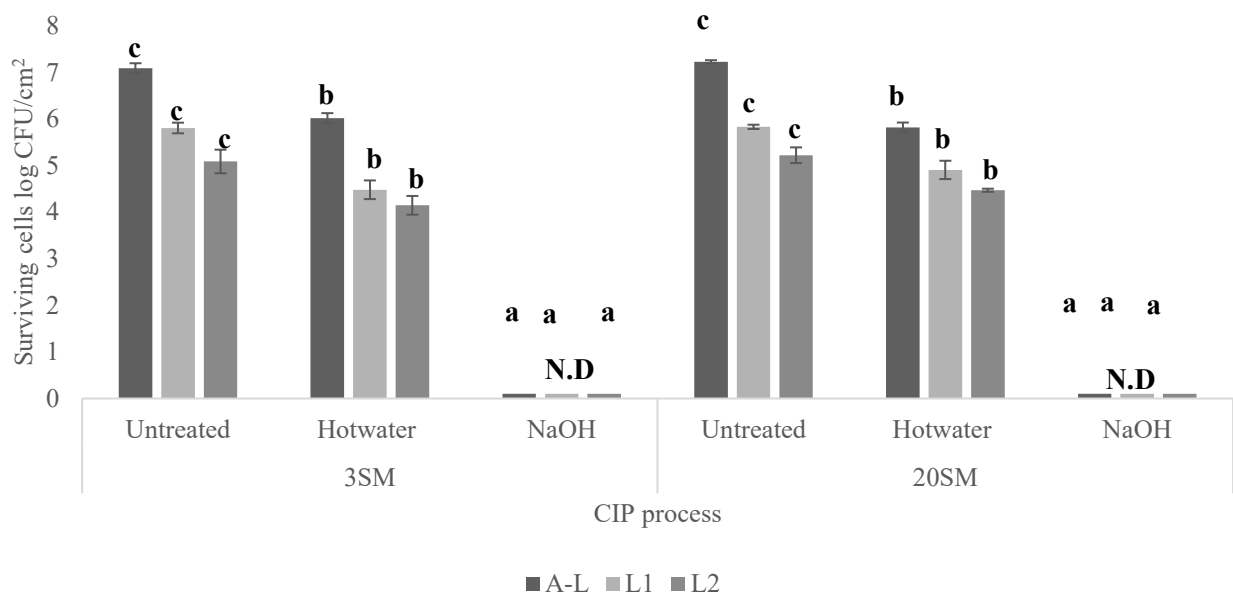 Surviving cells log CFU/cm²
8
7
6
5
4
3
2
1
0
c
c
c
b
b
b
a a a
N.D
c
c
c
b
b
b
a a a
N.D
Untreated Hotwater NaOH Untreated Hotwater NaOH
3SM 20SM
CIP process
A-L L1 L2